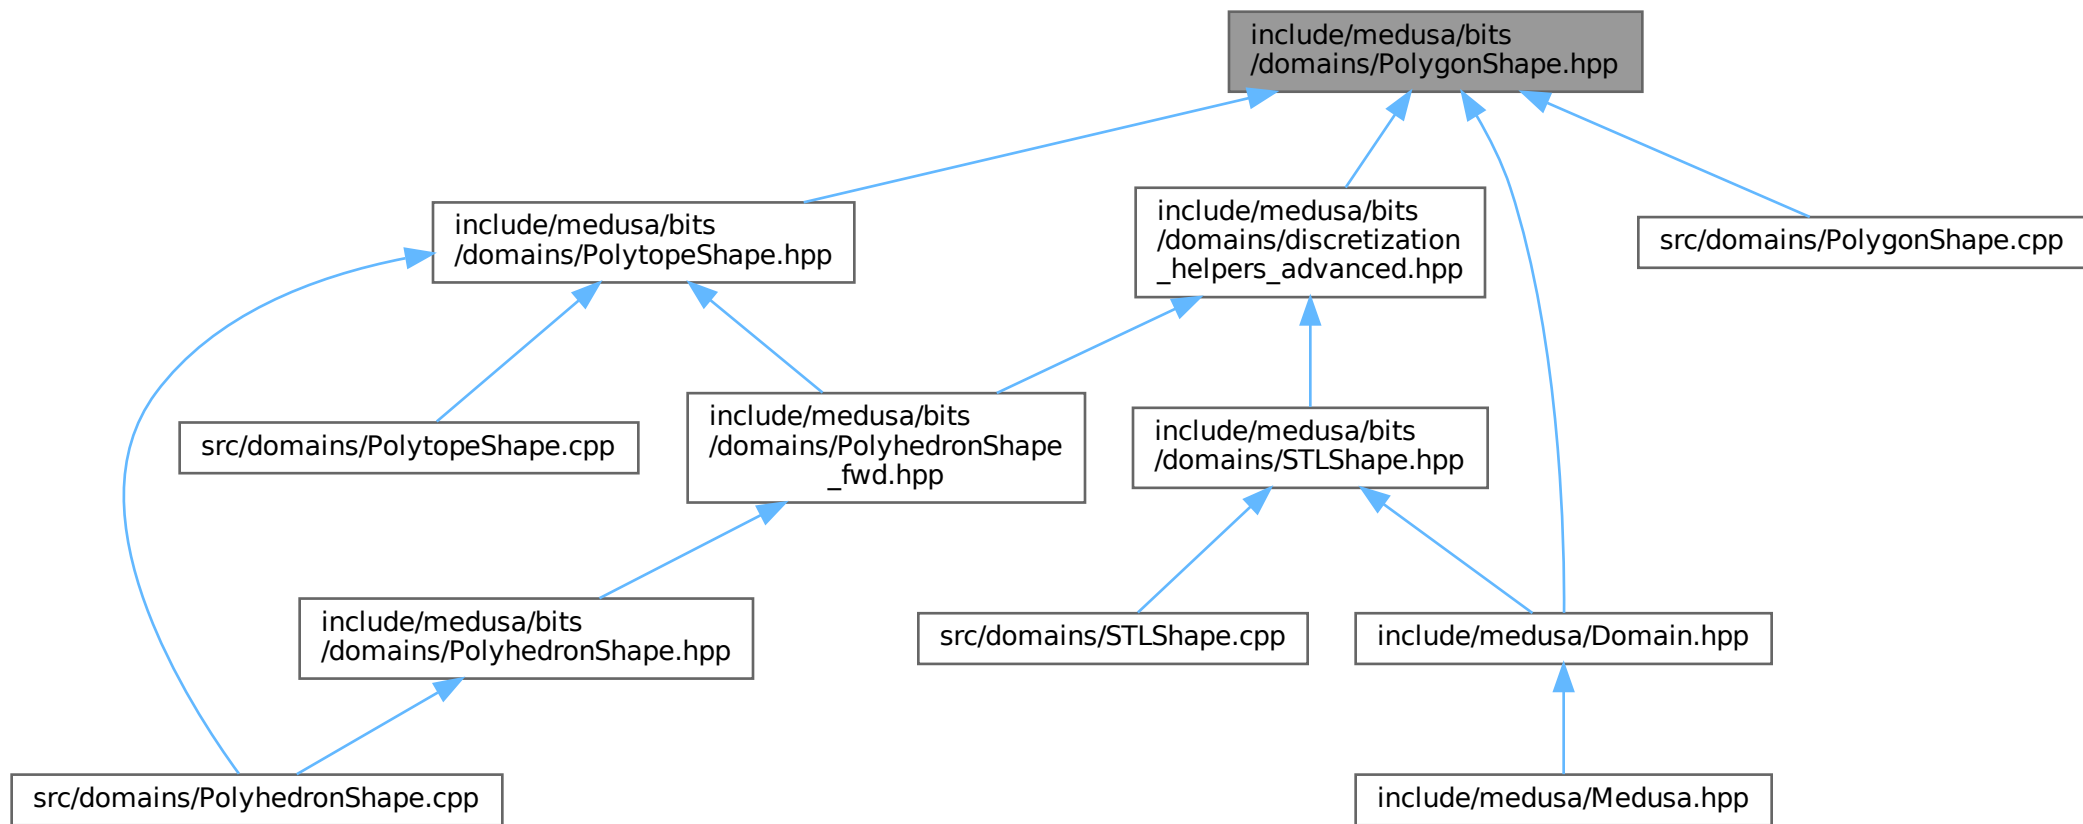 include/medusa/bits
/domains/PolygonShape.hpp
include/medusa/bits
/domains/PolytopeShape.hpp
include/medusa/bits
/domains/discretization
_helpers_advanced.hpp
src/domains/PolygonShape.cpp
src/domains/PolytopeShape.cpp
include/medusa/bits
/domains/PolyhedronShape
_fwd.hpp
include/medusa/bits
/domains/STLShape.hpp
include/medusa/bits
/domains/PolyhedronShape.hpp
src/domains/STLShape.cpp
include/medusa/Domain.hpp
src/domains/PolyhedronShape.cpp
include/medusa/Medusa.hpp